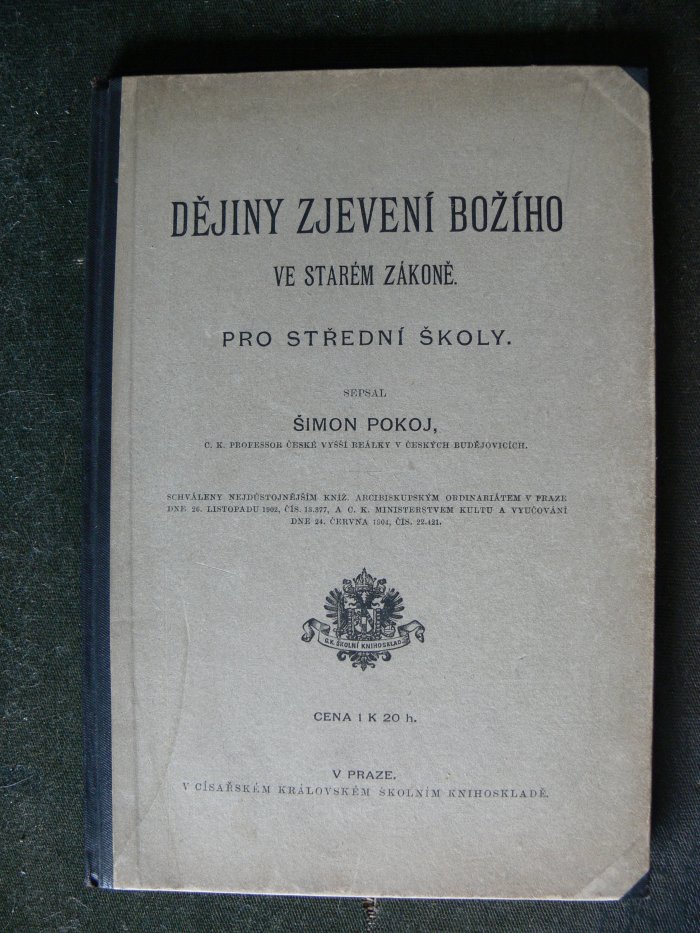 DĚJINY ZJEVENÍ BOŽÍHO
VE STARÉM ZÁKONĚ.
PRO STŘEDNÍ ŠKOLY.
SEPSAL
ŠIMON POKOJ,
C. K. PROFESSOR ČESKÉ VYŠŠÍ REÁLKY V ČESKÝCH BUDĚJOVICÍCH.
SCHVÁLENY NEJDŮSTOJNĚJŠÍM KNÍŽ. ARCIBISKUPSKÝM ORDINARIÁTEM V PRAZE
DNE 26. LISTOPADU 1902, ČÍS. 13.377, A C. K. MINISTERSTVEM KULTU A VYUČOVÁNÍ
DNE 24. ČERVNA 1904, ČÍS. 22.421.
C. K. ŠKOLNÍ KNIHOSKLAD.
CENA 1 K 20 h.
V PRAZE.
V CÍSAŘSKÉM KRÁLOVSKÉM ŠKOLNÍM KNIHOSKLADĚ.